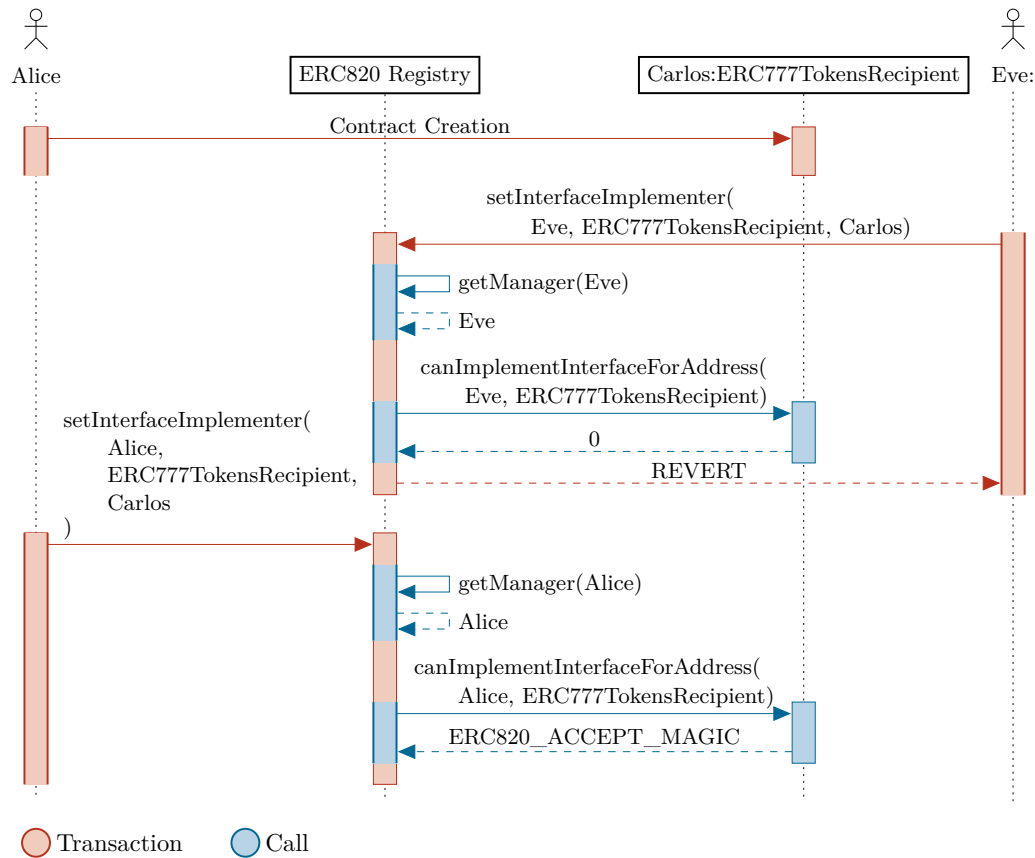 Alice
ERC820 Registry
Carlos:ERC777TokensRecipient
Eve:
Contract Creation
setInterfaceImplementer(
Eve, ERC777TokensRecipient, Carlos)
getManager(Eve)
Eve
canImplementInterfaceForAddress(
Eve, ERC777TokensRecipient)
0
REVERT
setInterfaceImplementer(
Alice,
ERC777TokensRecipient,
Carlos
)
getManager(Alice)
Alice
canImplementInterfaceForAddress(
Alice, ERC777TokensRecipient)
ERC820_ACCEPT_MAGIC
Transaction
Call